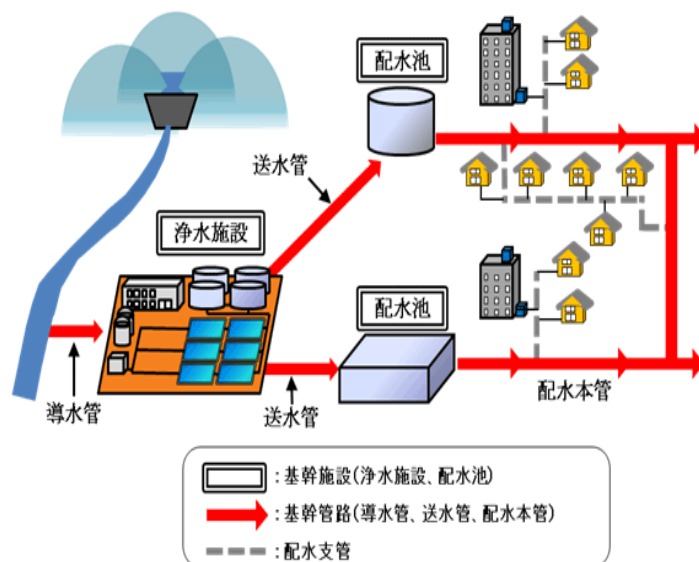 配水池
送水管
浄水施設
配水池
導水管
送水管
配水本管
:基幹施設(浄水施設、配水池)
:基幹管路(導水管、送水管、配水本管)
:配水支管